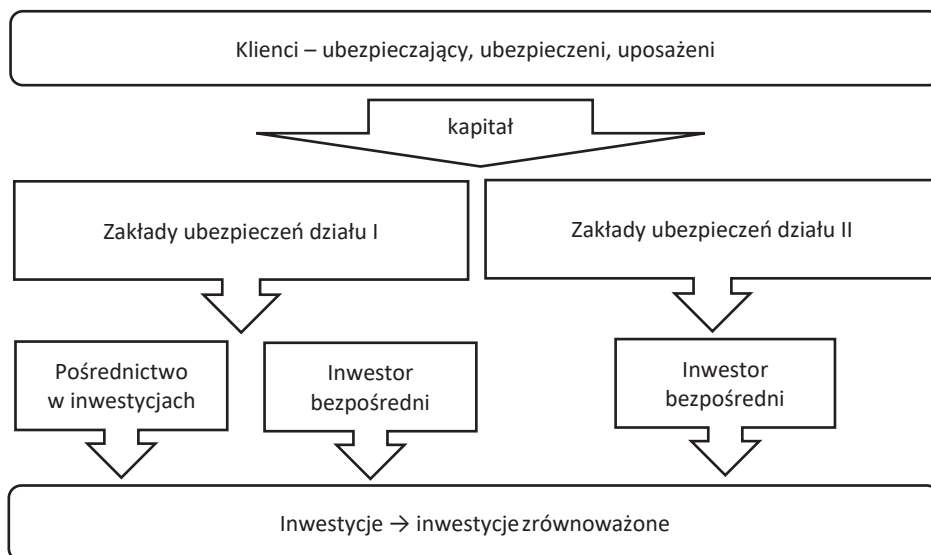 Klienci – ubezpieczający, ubezpieczeni, uposażeni
kapitał
Zakłady ubezpieczeń działu I
Zakłady ubezpieczeń działu II
Pośrednictwo
w inwestycjach
Inwestor
bezpośredni
Inwestor
bezpośredni
Inwestycje → inwestycje zrównoważone